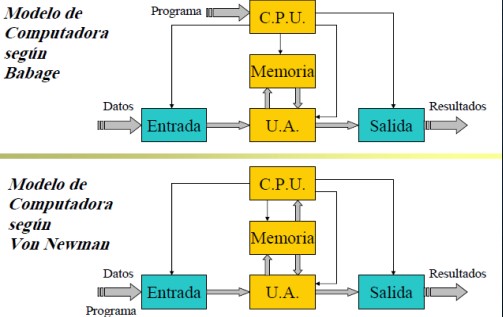 Modelo de
Computadora
según
Babage
Programa
C.P.U.
Memoria
Datos
Entrada
U.A.
Salida
Resultados
Modelo de
Computadora
según
Von Newman
C.P.U.
Memoria
Datos
Programa
Entrada
U.A.
Salida
Resultados